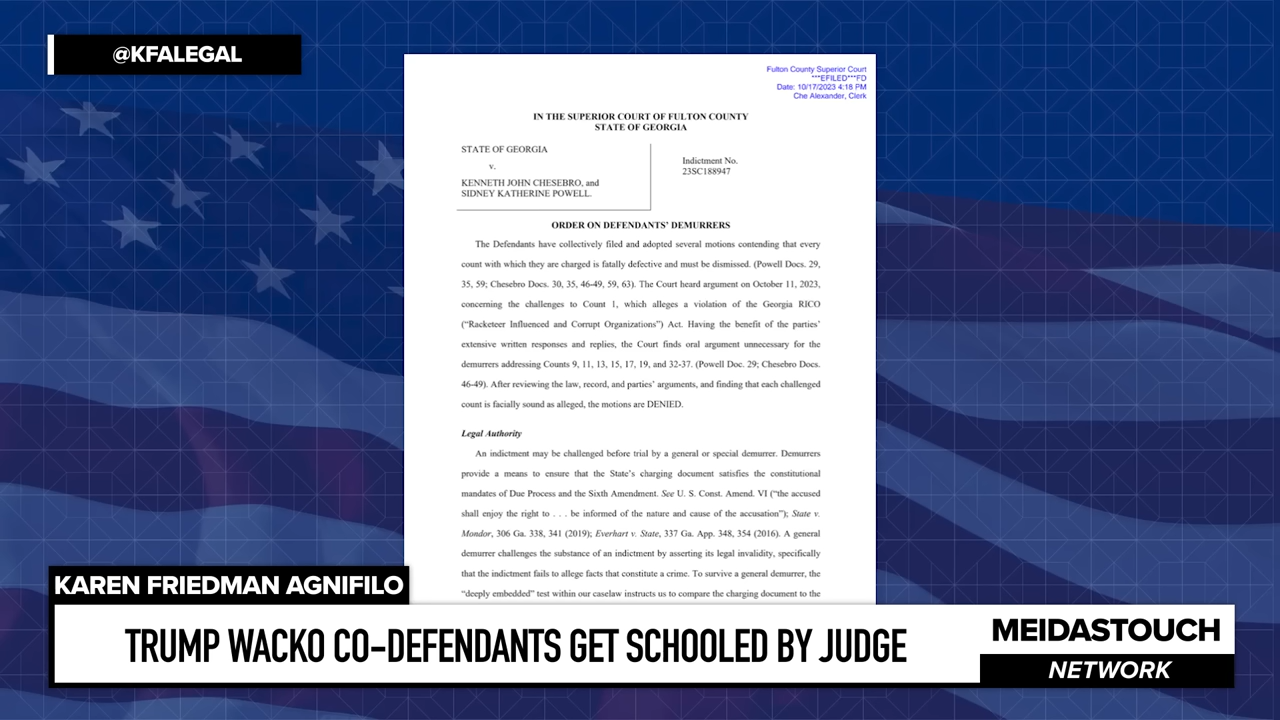 @KFALEGAL
Fulton County Superior Court
***EFILED***FD
Date: 10/17/2023 4:18 PM
Che Alexander, Clerk
IN THE SUPERIOR COURT OF FULTON COUNTY
STATE OF GEORGIA
STATE OF GEORGIA
v.
KENNETH JOHN CHESEBRO, and
SIDNEY KATHERINE POWELL.
Indictment No.
23SC188947
ORDER ON DEFENDANTS' DEMURRERS
The Defendants have collectively filed and adopted several motions contending that every
count with which they are charged is fatally defective and must be dismissed. (Powell Docs. 29,
35, 59; Chesebro Docs. 30, 35, 46-49, 59, 63). The Court heard argument on October 11, 2023,
concerning the challenges to Count 1, which alleges a violation of the Georgia RICO
("Racketeer Influenced and Corrupt Organizations") Act. Having the benefit of the parties'
extensive written responses and replies, the Court finds oral argument unnecessary for the
demurrers addressing Counts 9, 11, 13, 15, 17, 19, and 32-37. (Powell Doc. 29; Chesebro Docs.
46-49). After reviewing the law, record, and parties' arguments, and finding that each challenged
count is facially sound as alleged, the motions are DENIED.
Legal Authority
An indictment may be challenged before trial by a general or special demurrer. Demurrers
provide a means to ensure that the State's charging document satisfies the constitutional
mandates of Due Process and the Sixth Amendment. See U. S. Const. Amend. VI ("the accused
shall enjoy the right to . . . be informed of the nature and cause of the accusation"); State v.
Mondor, 306 Ga. 338, 341 (2019); Everhart v. State, 337 Ga. App. 348, 354 (2016). A general
demurrer challenges the substance of an indictment by asserting its legal invalidity, specifically
that the indictment fails to allege facts that constitute a crime. To survive a general demurrer, the
"deeply embedded" test within our caselaw instructs us to compare the charging document to the
KAREN FRIEDMAN AGNIFILO
TRUMP WACKO CO-DEFENDANTS GET SCHOOLED BY JUDGE
MEIDASTOUCH
NETWORK